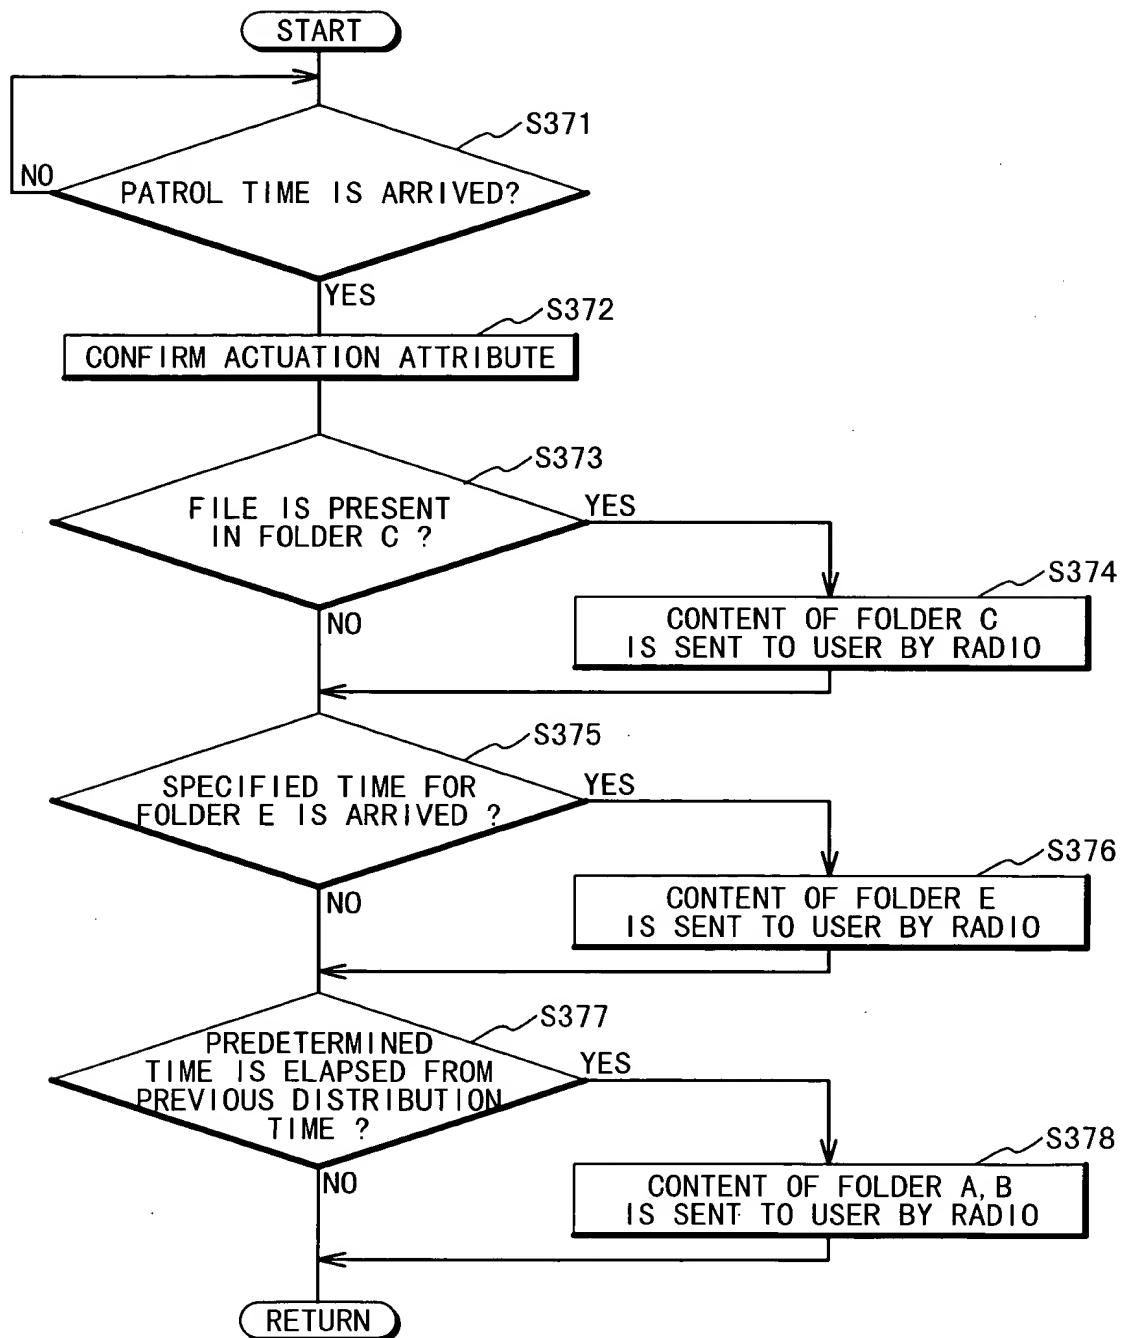 START
S371
NO
PATROL TIME IS ARRIVED?
YES
S372
CONFIRM ACTUATION ATTRIBUTE
S373
FILE IS PRESENT
IN FOLDER C ?
YES
S374
CONTENT OF FOLDER C
IS SENT TO USER BY RADIO
NO
S375
SPECIFIED TIME FOR
FOLDER E IS ARRIVED ?
YES
S376
CONTENT OF FOLDER E
IS SENT TO USER BY RADIO
NO
S377
PREDETERMINED
TIME IS ELAPSED FROM
PREVIOUS DISTRIBUTION
TIME ?
YES
S378
CONTENT OF FOLDER A, B
IS SENT TO USER BY RADIO
NO
RETURN